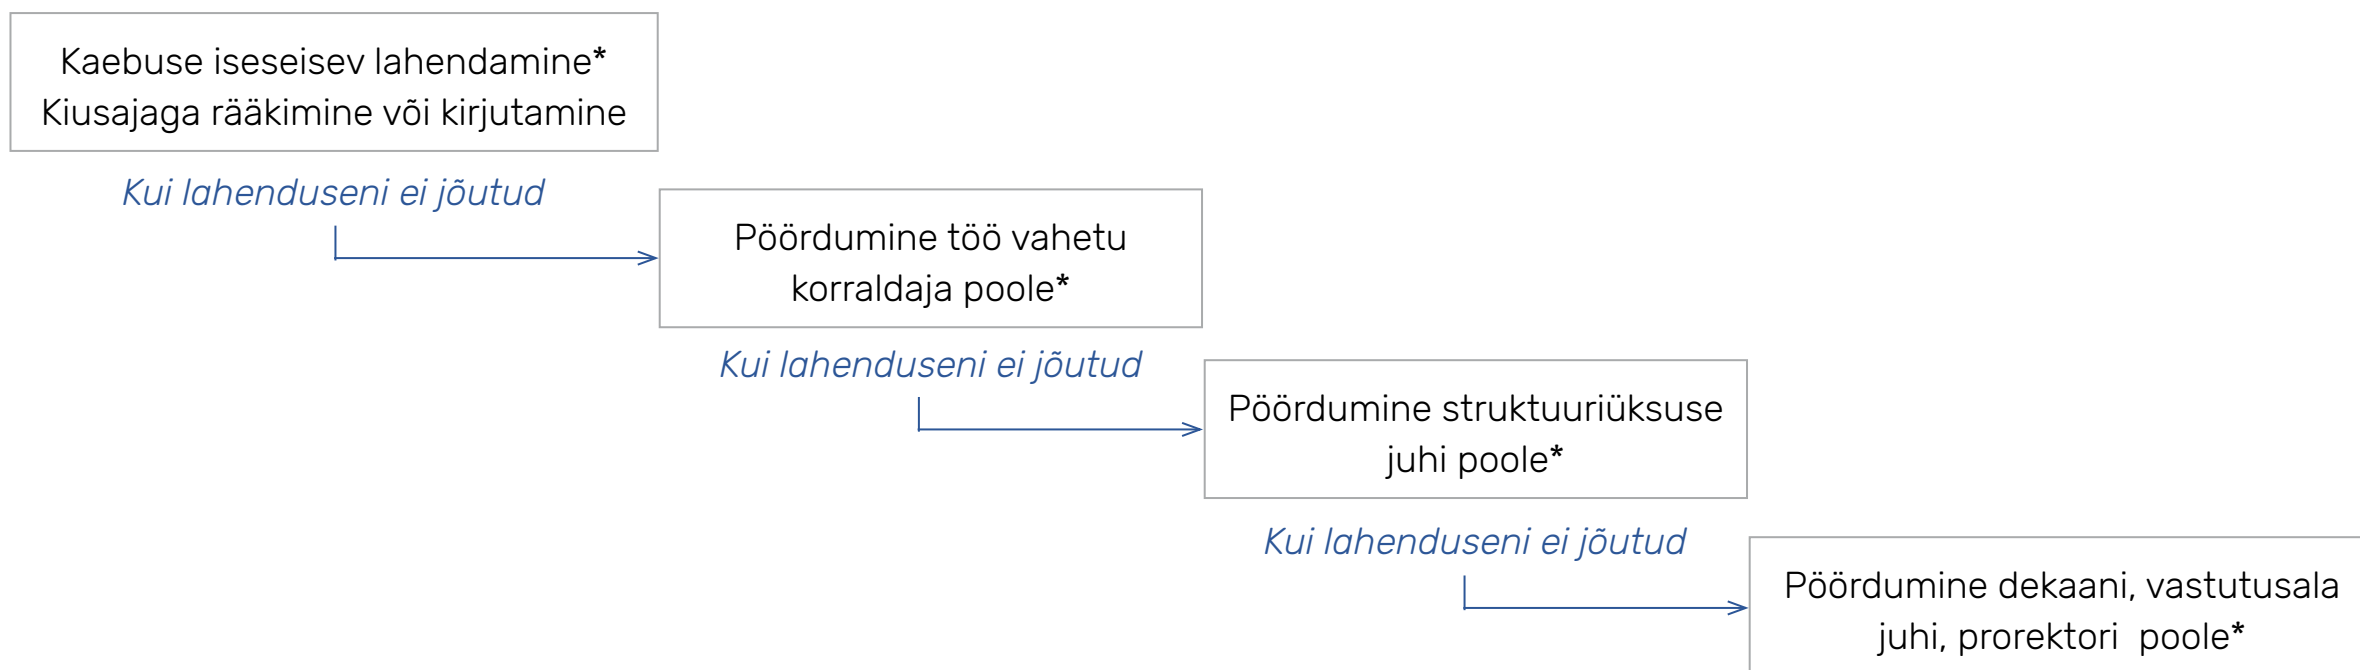 Kaebuse iseseisev lahendamine*
Kiusajaga rääkimine või kirjutamine
Kui lahenduseni ei jõutud
Pöördumine töö vahetu
korraldaja poole*
Kui lahenduseni ei jõutud
Pöördumine struktuuriüksuse
juhi poole*
Kui lahenduseni ei jõutud
Pöördumine dekaani, vastutusala
juhi, prorektori poole*